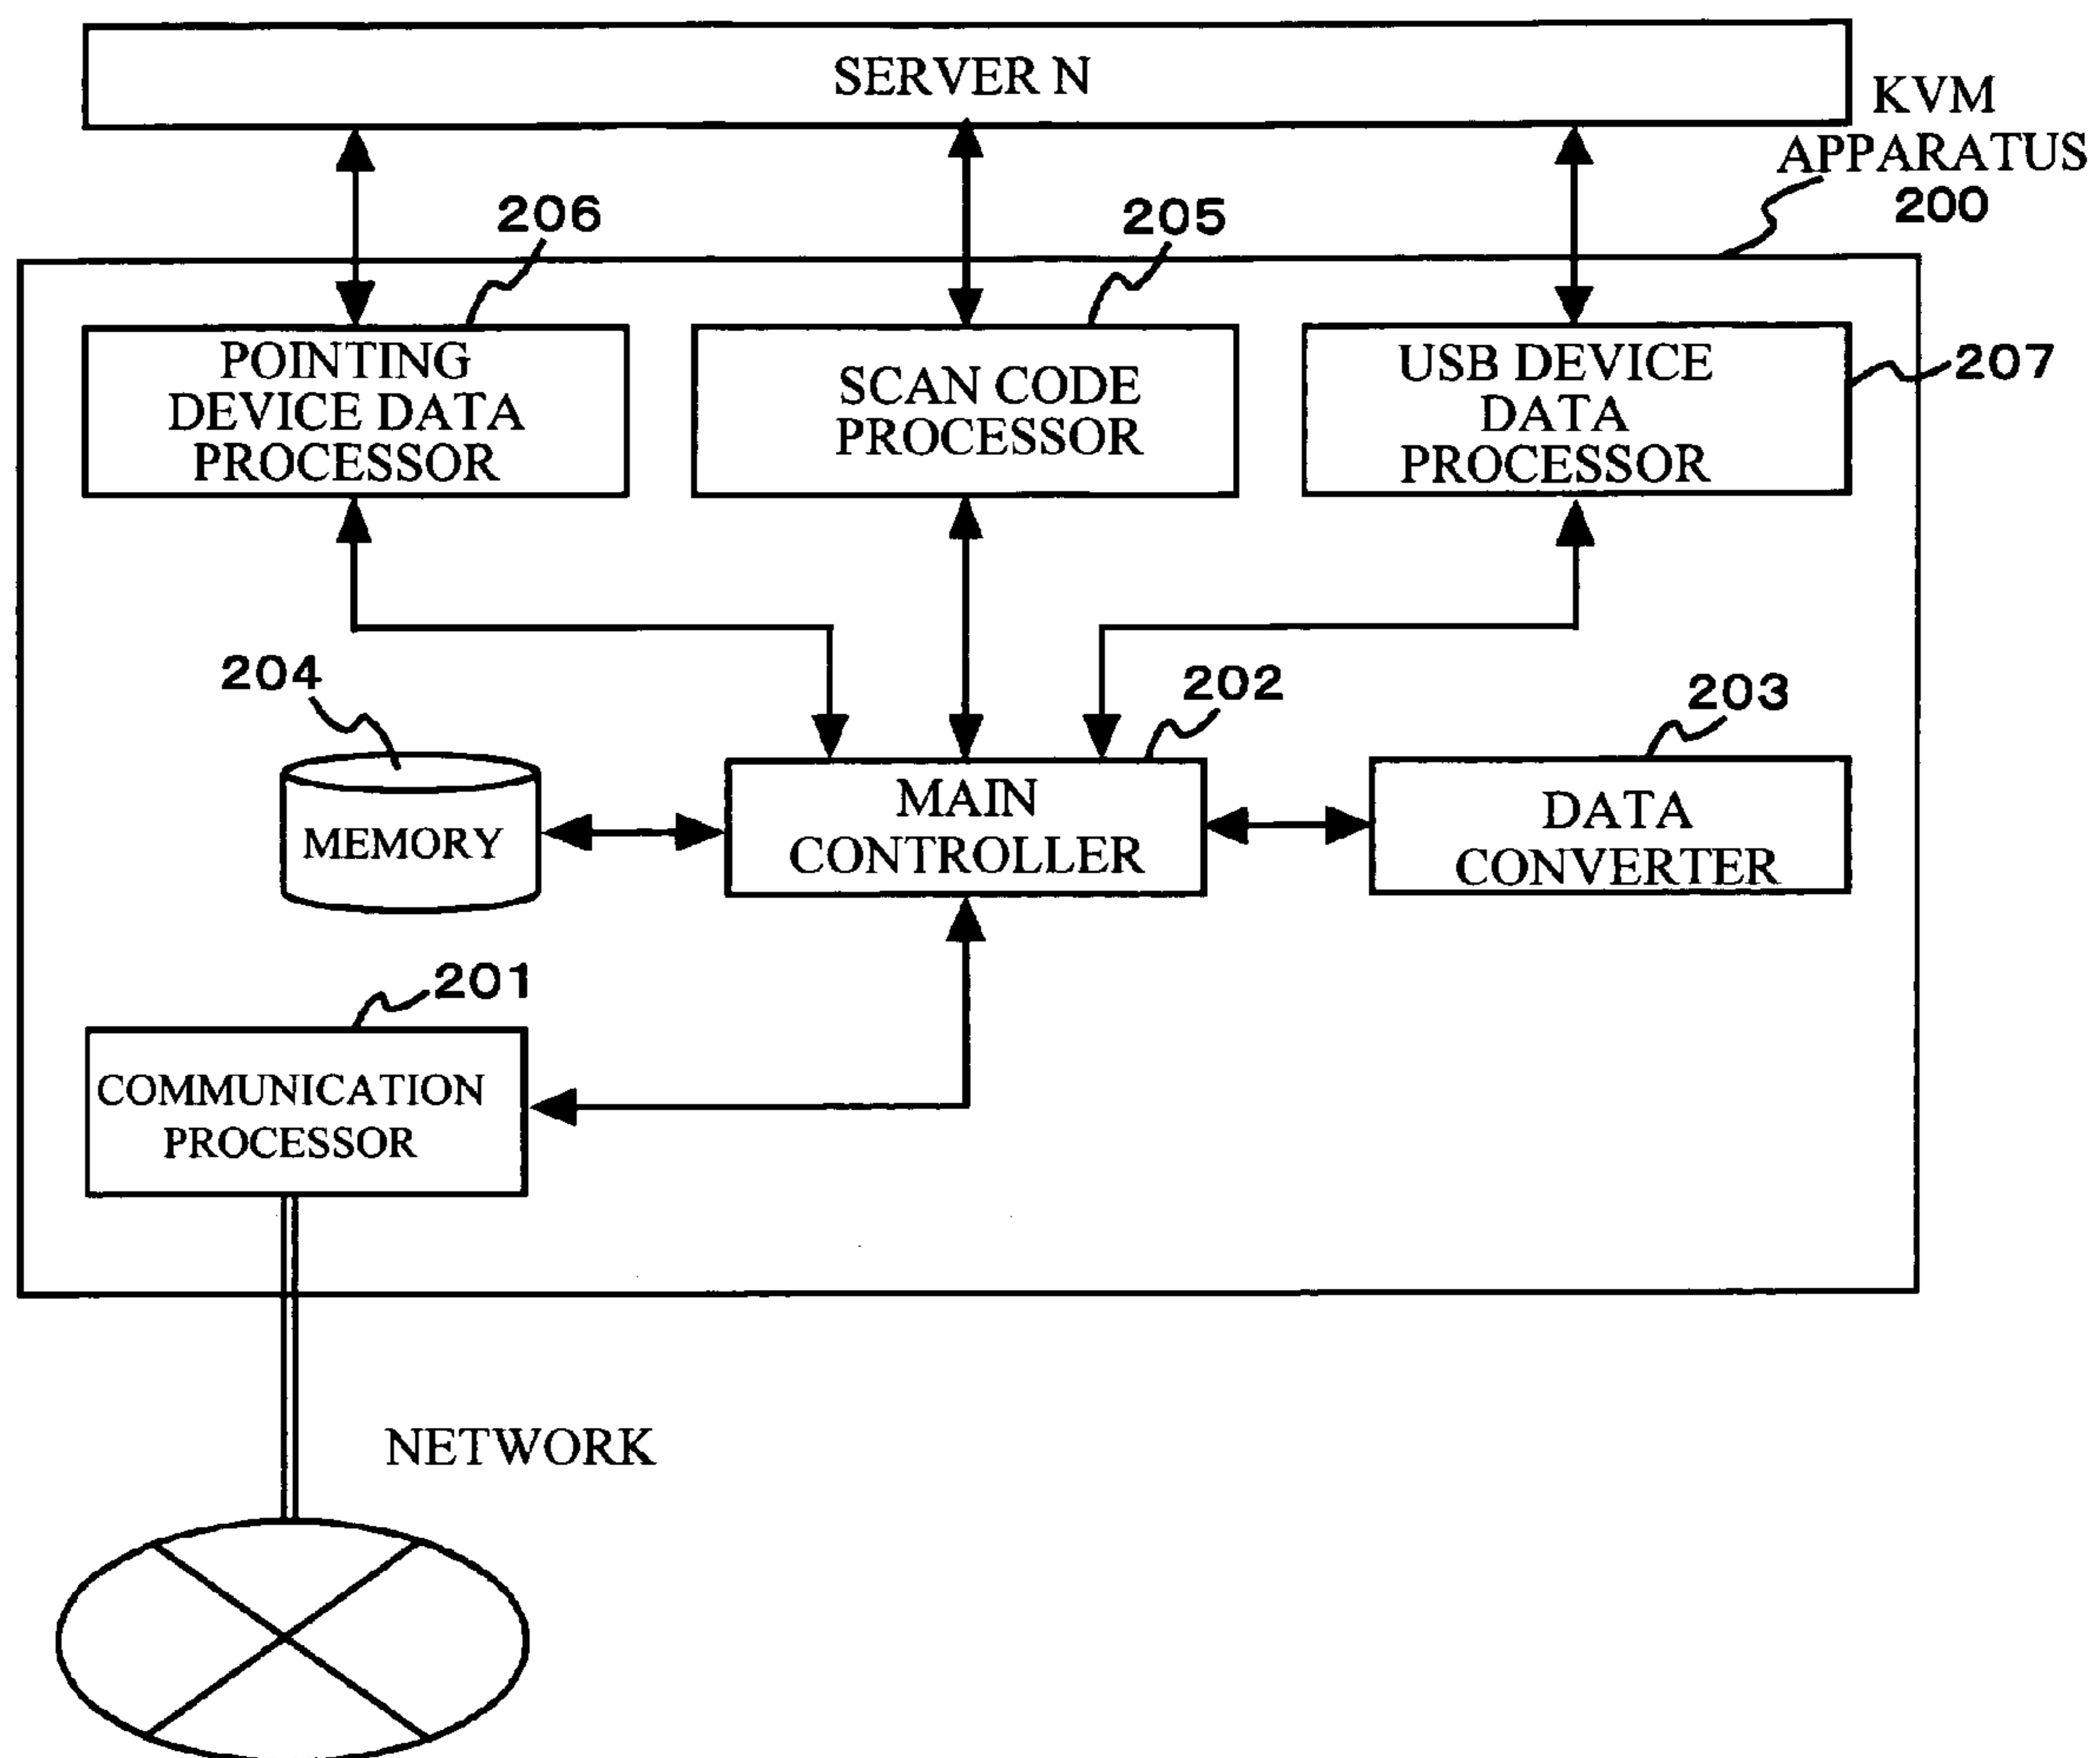 SERVER N
KVM
APPARATUS
200
206
205
POINTING
DEVICE DATA
PROCESSOR
SCAN CODE
PROCESSOR
USB DEVICE
DATA
PROCESSOR
207
204
202
203
MEMORY
MAIN
CONTROLLER
DATA
CONVERTER
201
COMMUNICATION
PROCESSOR
NETWORK